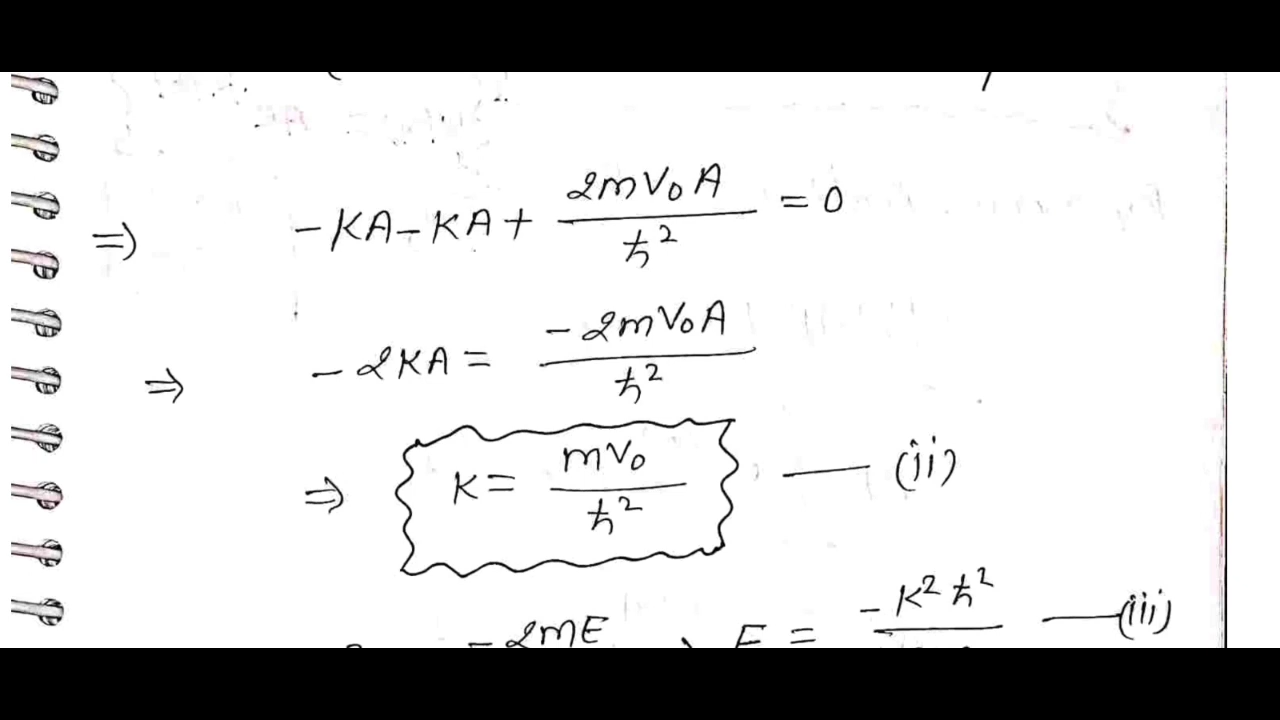 ⇒ -KA-KA+ 2mV₀A/ħ² = 0
⇒ -2KA = -2mV₀A/ħ²
⇒ K = mV₀/ħ² — (ii)
-2mE , E = -K²ħ² — (iii)